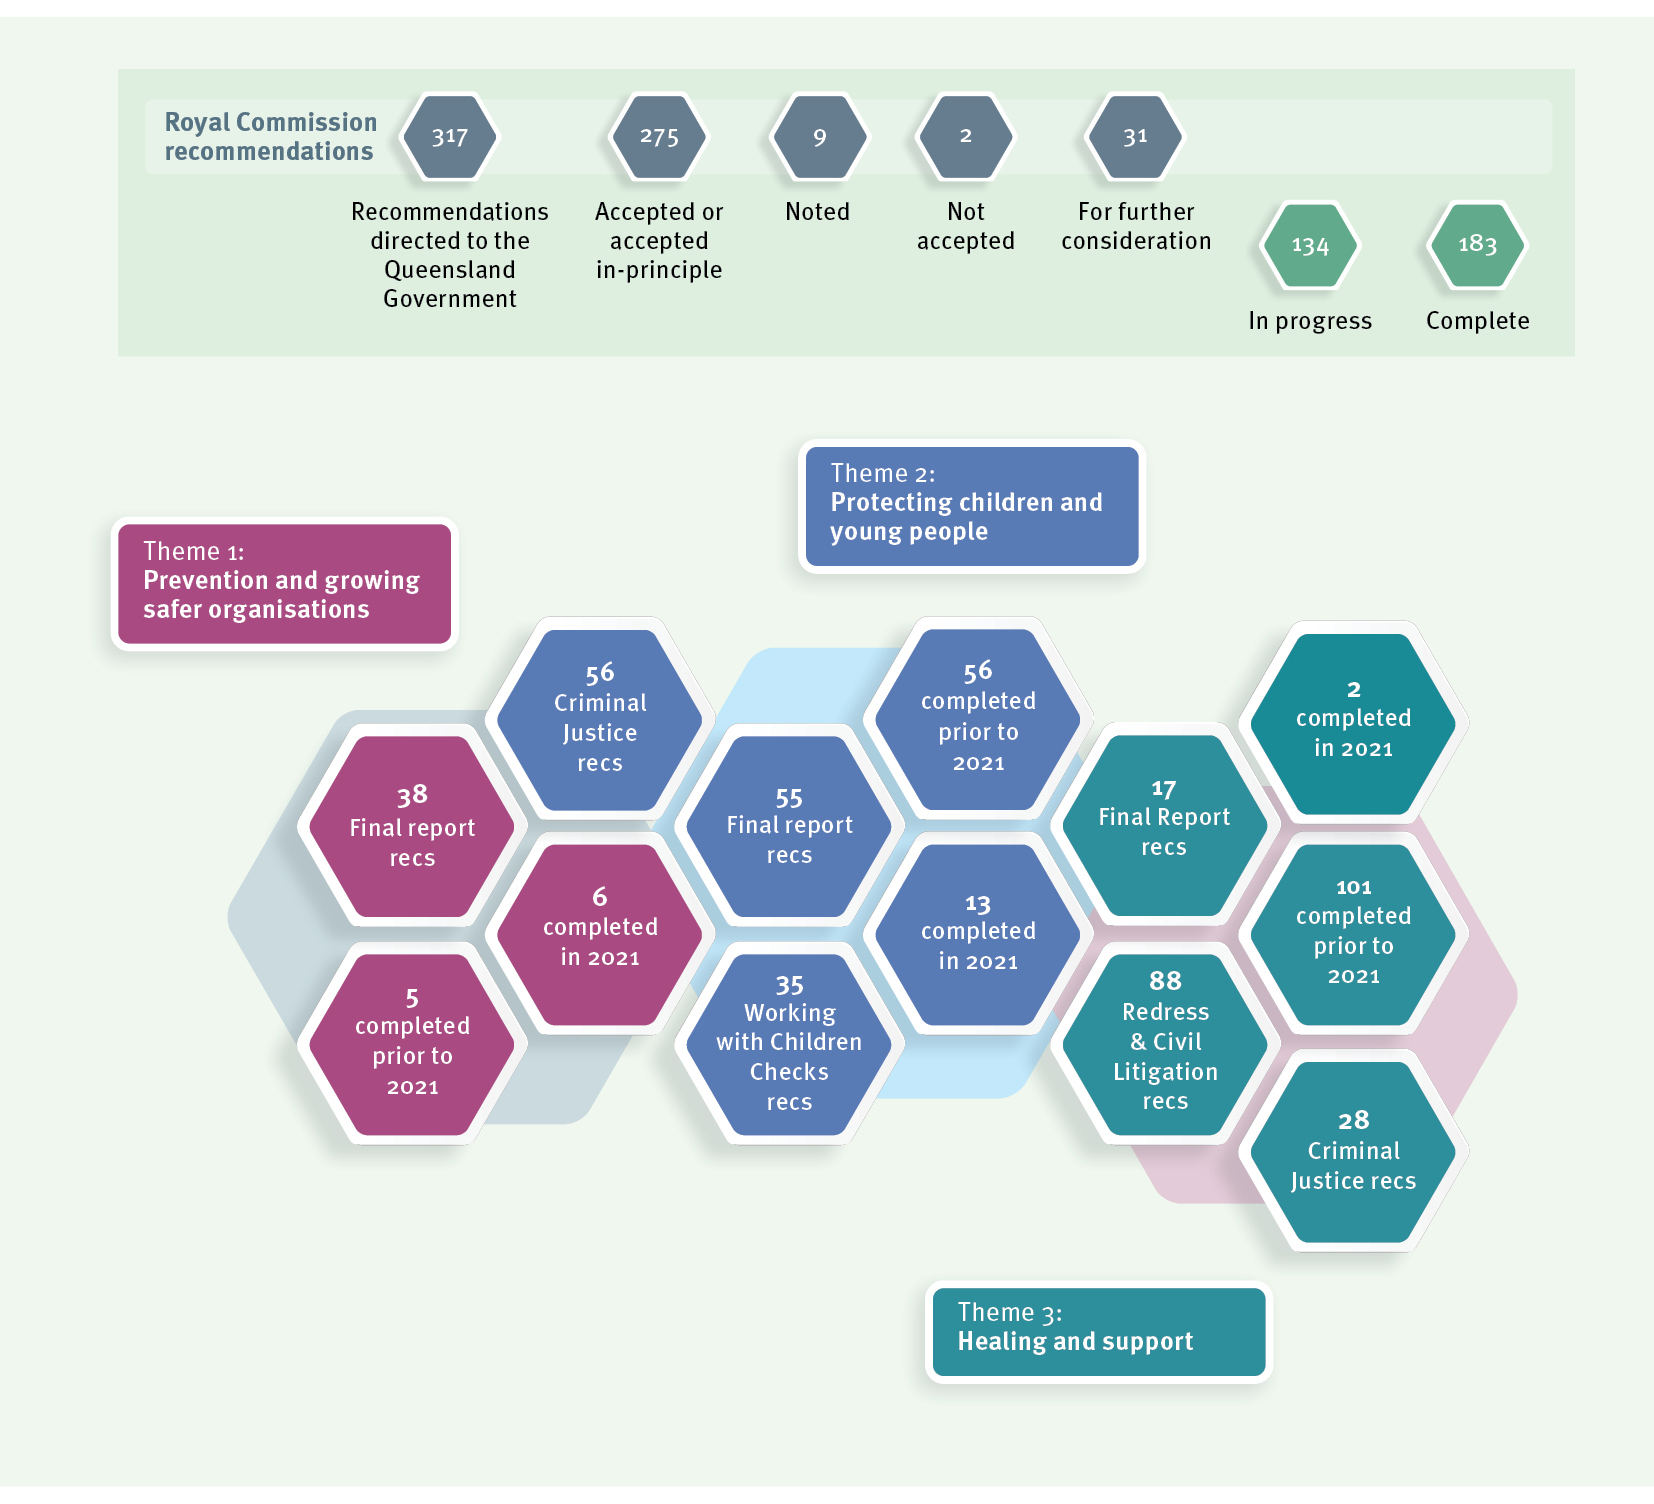 Royal Commission
recommendations
317
275
9
2
31
Recommendations
directed to the
Queensland
Government
Accepted or
accepted
in-principle
Noted
Not
accepted
For further
consideration
134
183
In progress
Complete
Theme 1:
Prevention and growing
safer organisations
Theme 2:
Protecting children and
young people
38
Final report
recs
5
completed
prior to
2021
56
Criminal
Justice
recs
6
completed
in 2021
55
Final report
recs
35
Working
with Children
Checks
recs
56
completed
prior to
2021
13
completed
in 2021
17
Final Report
recs
88
Redress
& Civil
Litigation
recs
2
completed
in 2021
101
completed
prior to
2021
28
Criminal
Justice recs
Theme 3:
Healing and support